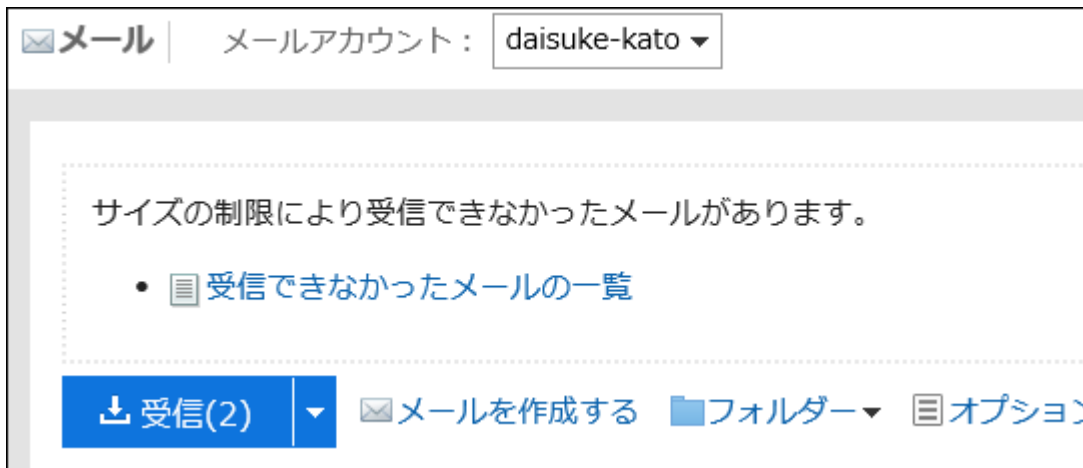 メール メールアカウント： daisuke-kato
サイズの制限により受信できなかったメールがあります。
受信できなかったメールの一覧
受信(2) メールを作成する フォルダー オプション